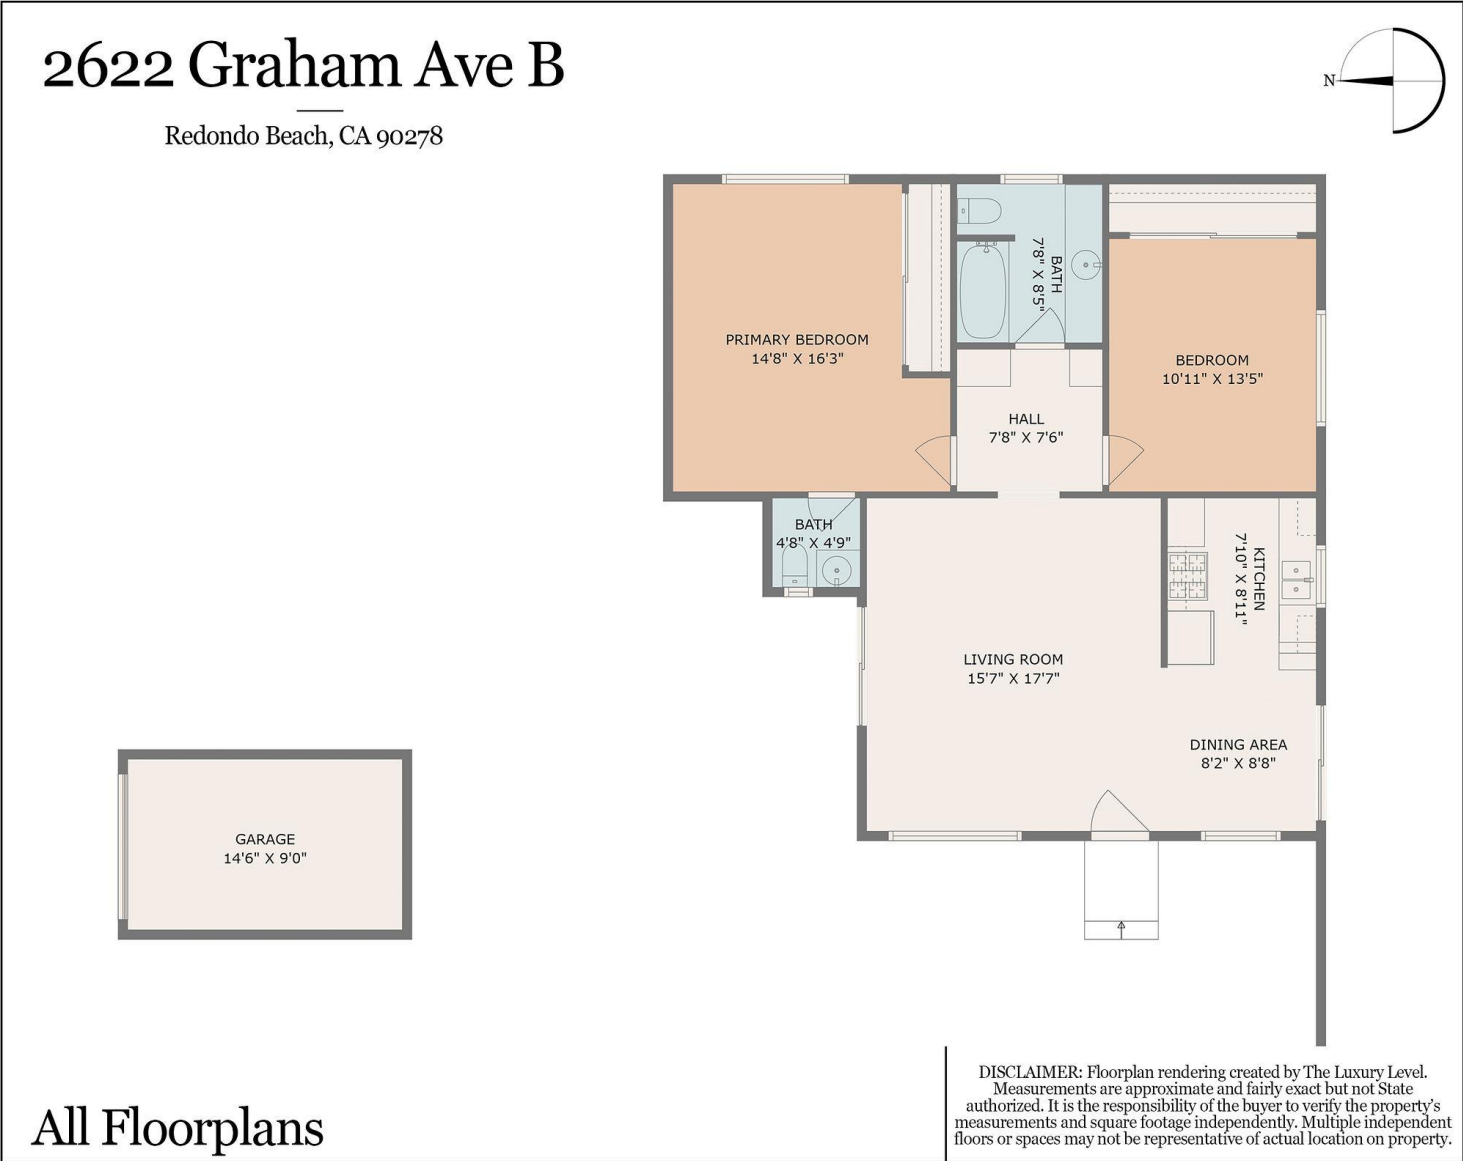 2622 Graham Ave B
Redondo Beach, CA 90278
N
PRIMARY BEDROOM
14'8" X 16'3"
BATH
7'8" X 8'5"
BEDROOM
10'11" X 13'5"
HALL
7'8" X 7'6"
BATH
4'8" X 4'9"
KITCHEN
7'10" X 8'11"
LIVING ROOM
15'7" X 17'7"
DINING AREA
8'2" X 8'8"
GARAGE
14'6" X 9'0"
All Floorplans
DISCLAIMER: Floorplan rendering created by The Luxury Level.
Measurements are approximate and fairly exact but not State
authorized. It is the responsibility of the buyer to verify the property's
measurements and square footage independently. Multiple independent
floors or spaces may not be representative of actual location on property.